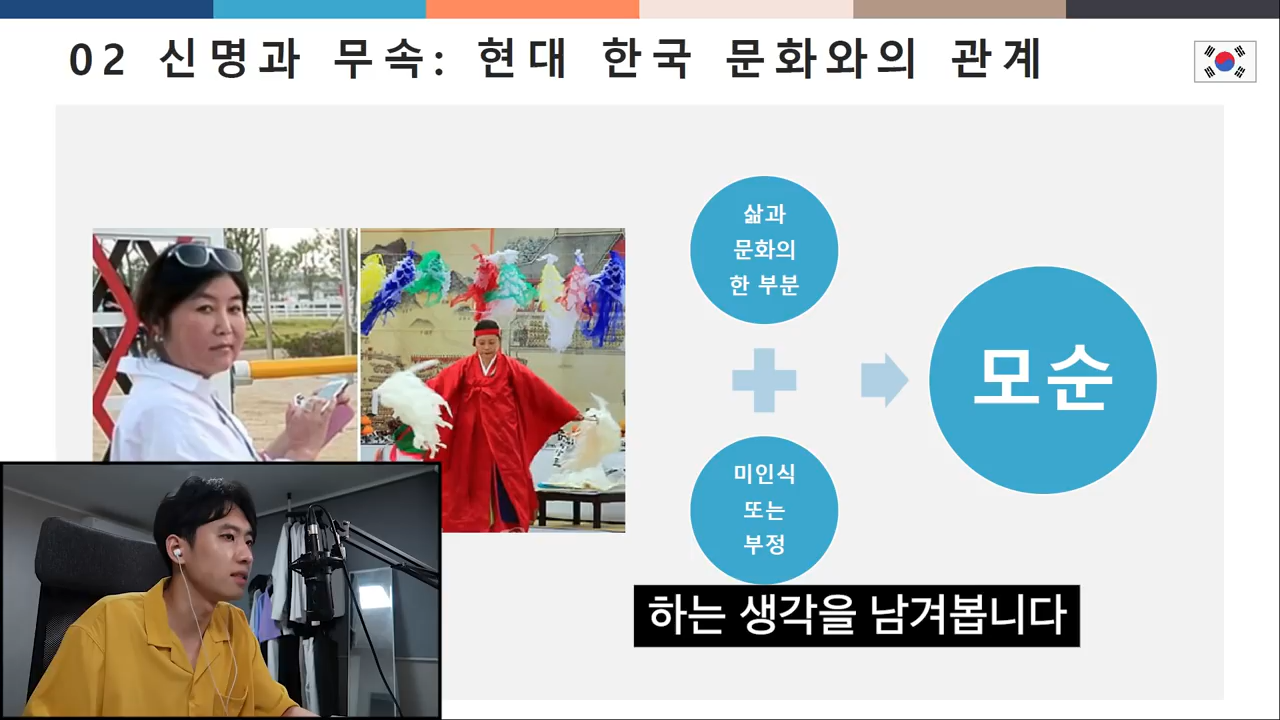 02 신명과 무속: 현대 한국 문화와의 관계
삶과
문화의
한 부분
미인식
또는
부정
모순
하는 생각을 남겨봅니다